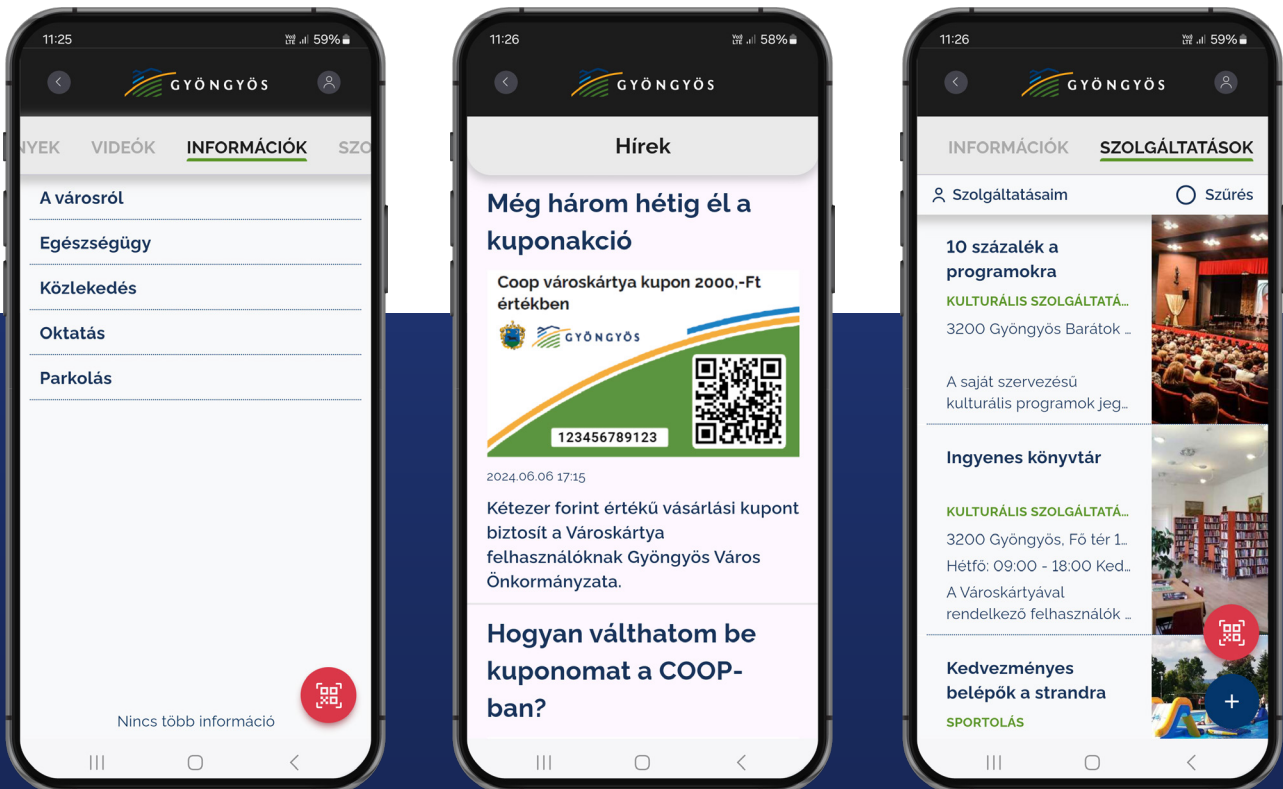 11:25
59%
GYÖNGYÖS
NYEK VIDEÓK INFORMÁCIÓK SZO
A városról
Egészségügy
Közlekedés
Oktatás
Parkolás
Nincs több információ
11:26
58%
GYÖNGYÖS
Hírek
Még három hétig él a
kuponakció
Coop városkártya kupon 2000,-Ft
értékben
GYÖNGYÖS
123456789123
2024.06.06 17:15
Kétezer forint értékű vásárlási kupont
biztosít a Városkártya
felhasználóknak Gyöngyös Város
Önkormányzata.
Hogyan válthatom be
kuponomat a COOP-
ban?
11:26
59%
GYÖNGYÖS
INFORMÁCIÓK SZOLGÁLTATÁSOK
Szolgáltatásaim Szűrés
10 százalék a
programokra
KULTURÁLIS SZOLGÁLTATÁ...
3200 Gyöngyös Barátok ...
A saját szervezésű
kulturális programok jeg...
Ingyenes könyvtár
KULTURÁLIS SZOLGÁLTATÁ...
3200 Gyöngyös, Fő tér 1...
Hétfő: 09:00 - 18:00 Ked...
A Városkártyával
rendelkező felhasználók ...
Kedvezményes
belépők a strandra
SPORTOLÁS